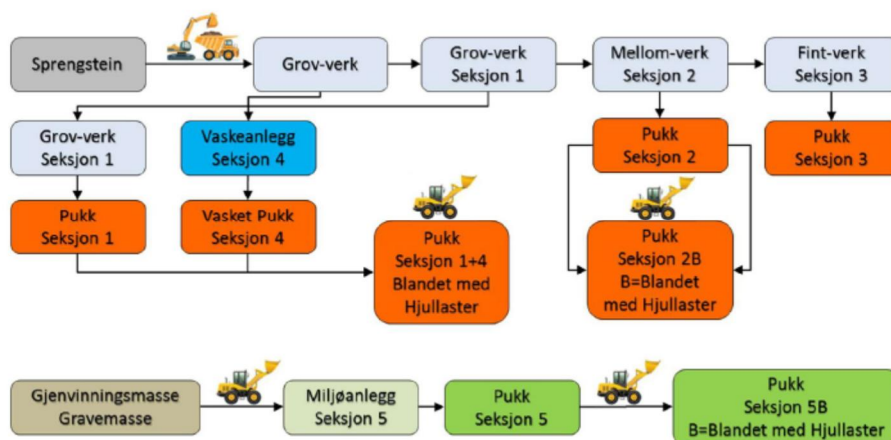 Sprengstein
Grov-verk
Grov-verk
Seksjon 1
Mellom-verk
Seksjon 2
Fint-verk
Seksjon 3
Grov-verk
Seksjon 1
Vaskeanlegg
Seksjon 4
Pukk
Seksjon 2
Pukk
Seksjon 3
Pukk
Seksjon 1
Vasket Pukk
Seksjon 4
Pukk
Seksjon 1+4
Blandet med
Hjullaster
Pukk
Seksjon 2B
B=Blandet
med Hjullaster
Gjenvinningsmasse
Gravemasse
Miljøanlegg
Seksjon 5
Pukk
Seksjon 5
Pukk
Seksjon 5B
B=Blandet med Hjullaster